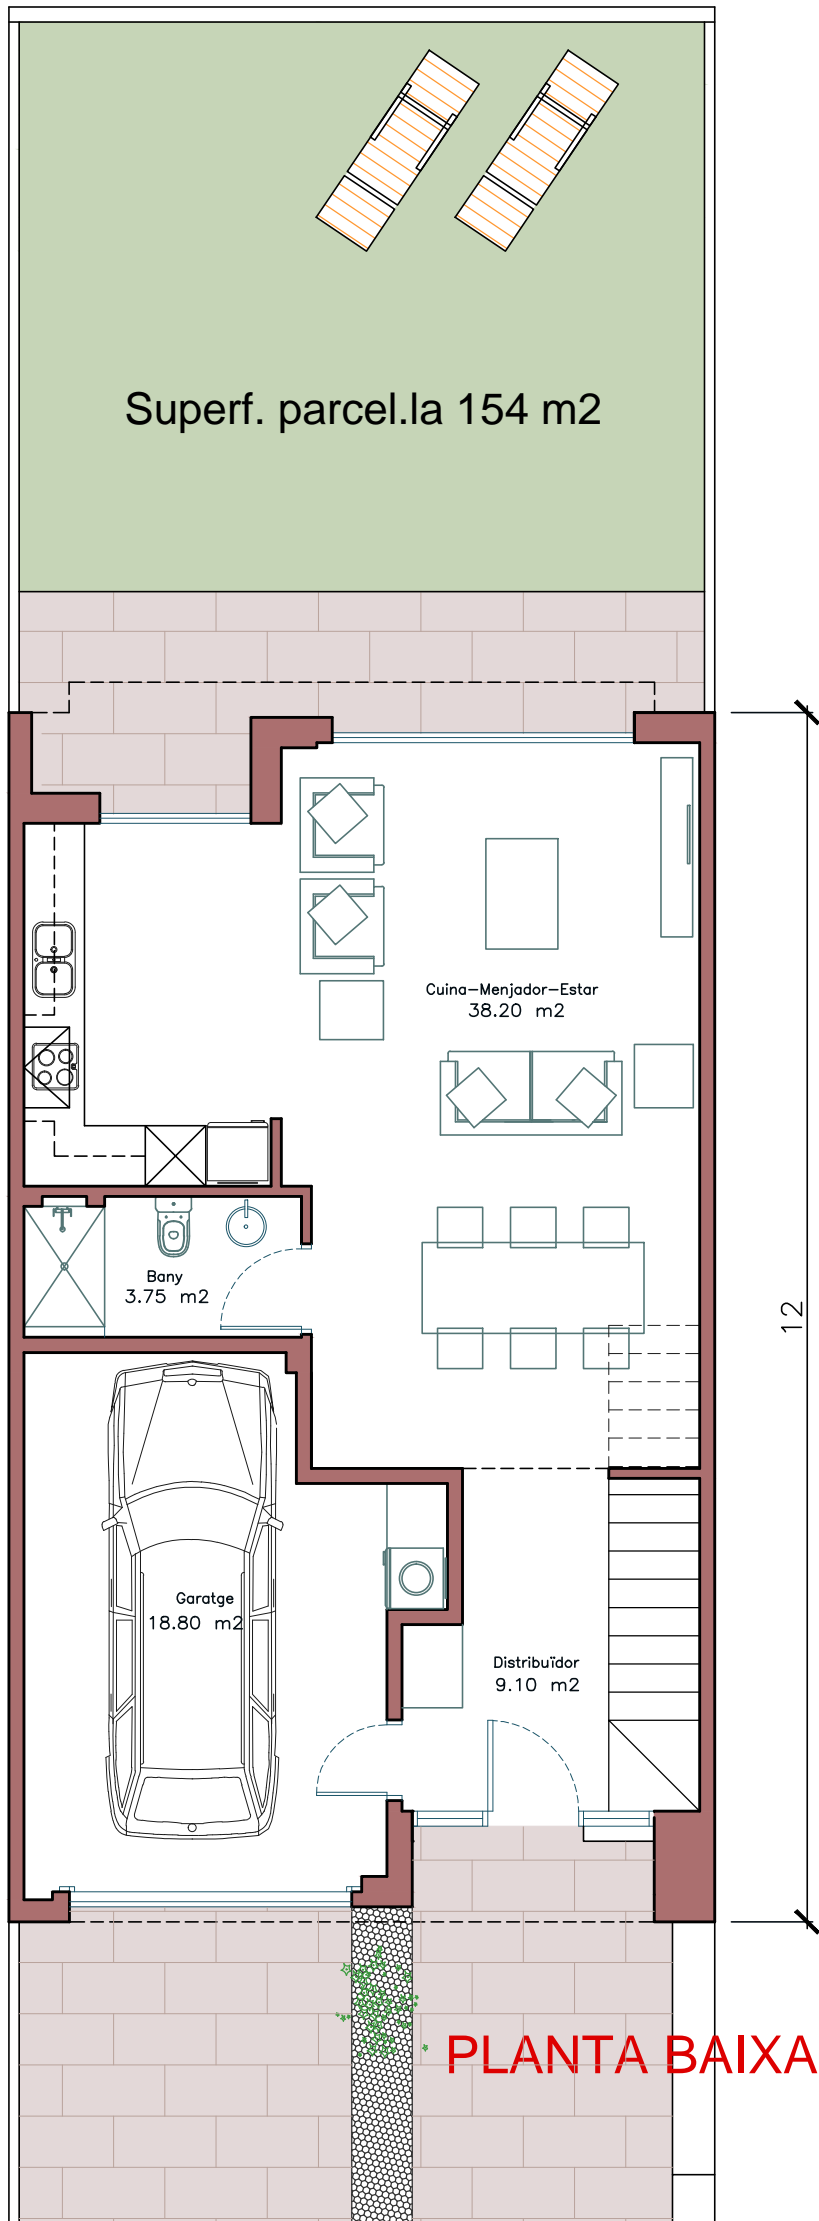 Superf. parcel.la 154 m2
Cuina-Menjador-Estar
38.20 m2
Bany
3.75 m2
12
Garatge
18.80 m2
Distribuïdor
9.10 m2
PLANTA BAIXA